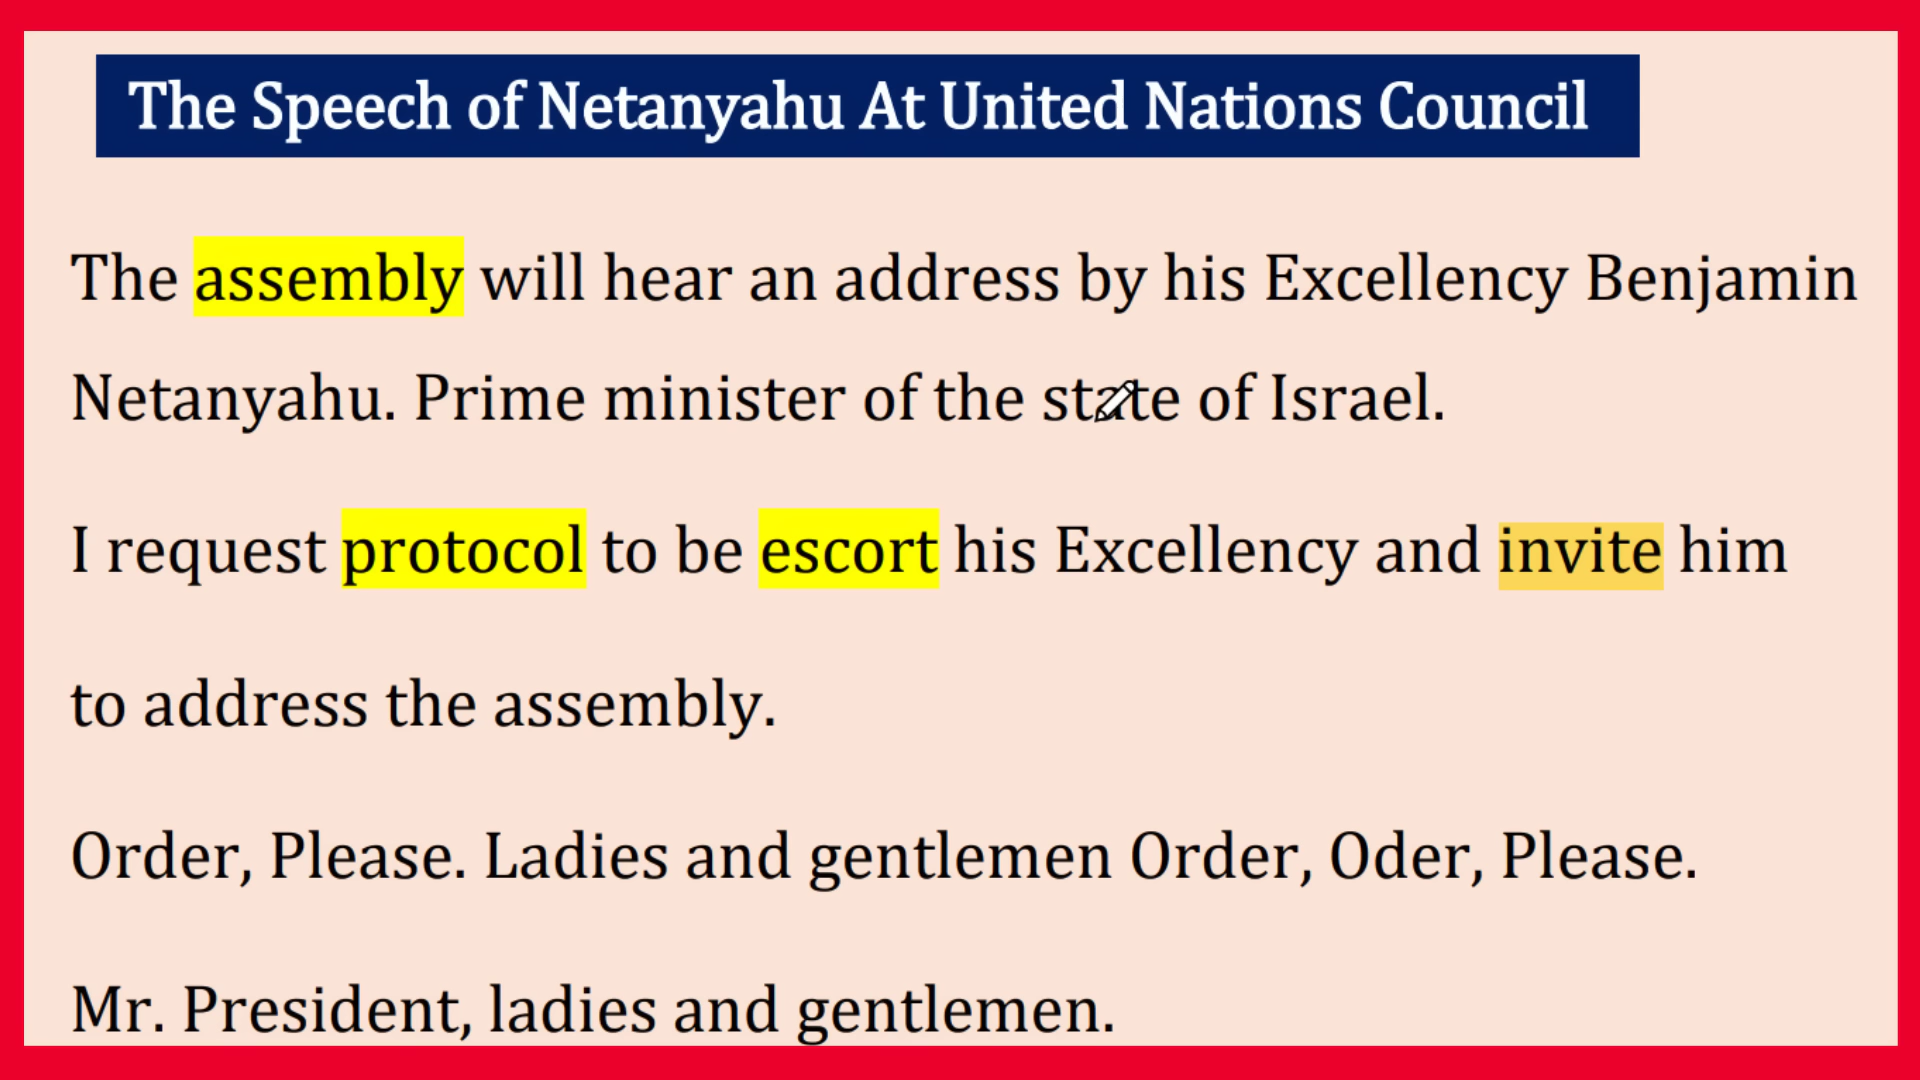 The Speech of Netanyahu At United Nations Council
The assembly will hear an address by his Excellency Benjamin
Netanyahu. Prime minister of the state of Israel.
I request protocol to be escort his Excellency and invite him
to address the assembly.
Order, Please. Ladies and gentlemen Order, Oder, Please.
Mr. President, ladies and gentlemen.